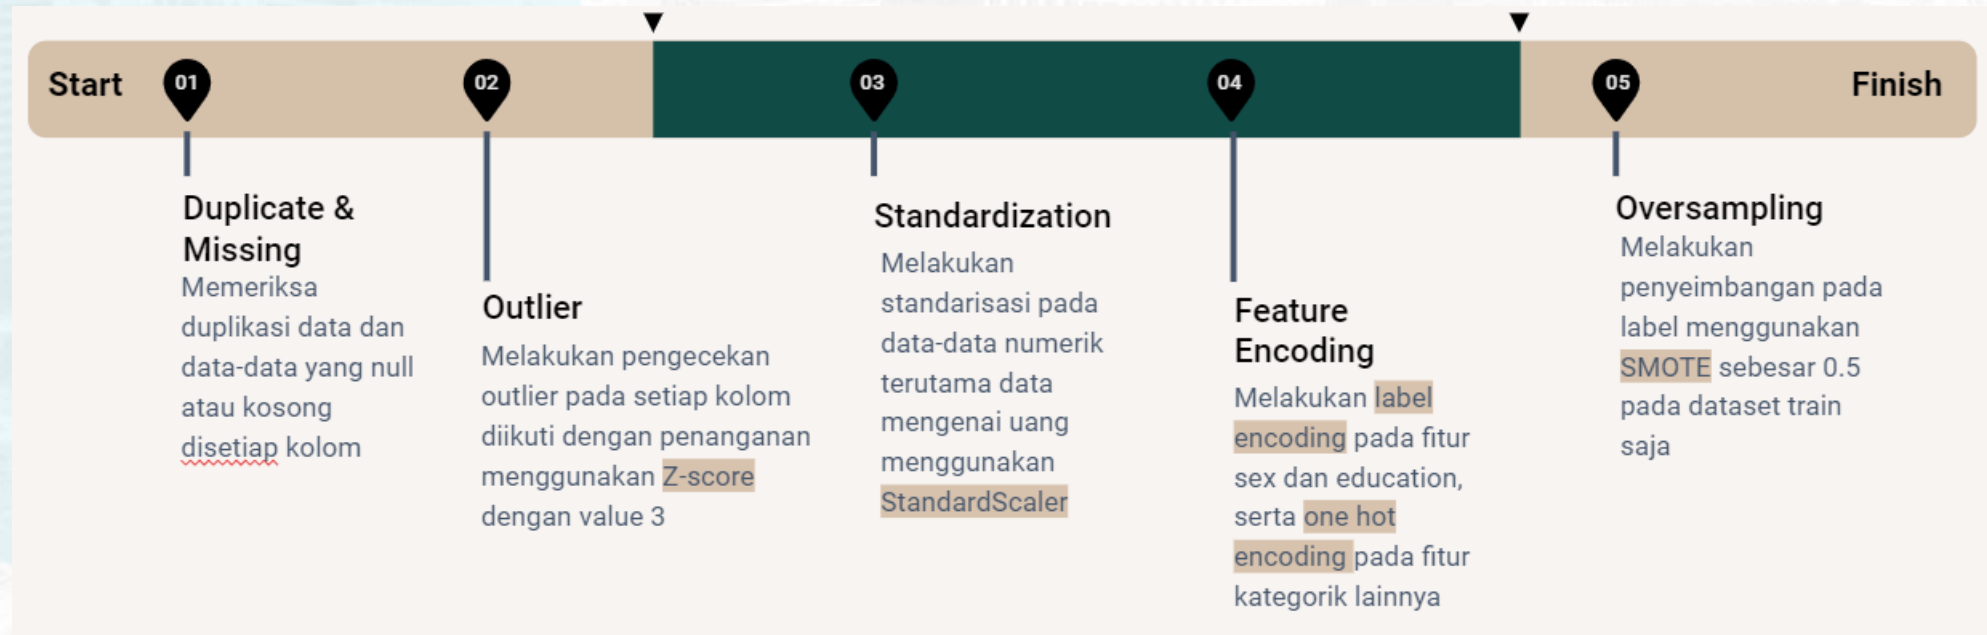 Start
01
02
03
04
05
Finish
Duplicate &
Missing
Memeriksa
duplikasi data dan
data-data yang null
atau kosong
disetiap kolom
Outlier
Melakukan pengecekan
outlier pada setiap kolom
diikuti dengan penanganan
menggunakan Z-score
dengan value 3
Standardization
Melakukan
standarisasi pada
data-data numerik
terutama data
mengenai uang
menggunakan
StandardScaler
Feature
Encoding
Melakukan label
encoding pada fitur
sex dan education,
serta one hot
encoding pada fitur
kategorik lainnya
Oversampling
Melakukan
penyeimbangan pada
label menggunakan
SMOTE sebesar 0.5
pada dataset train
saja